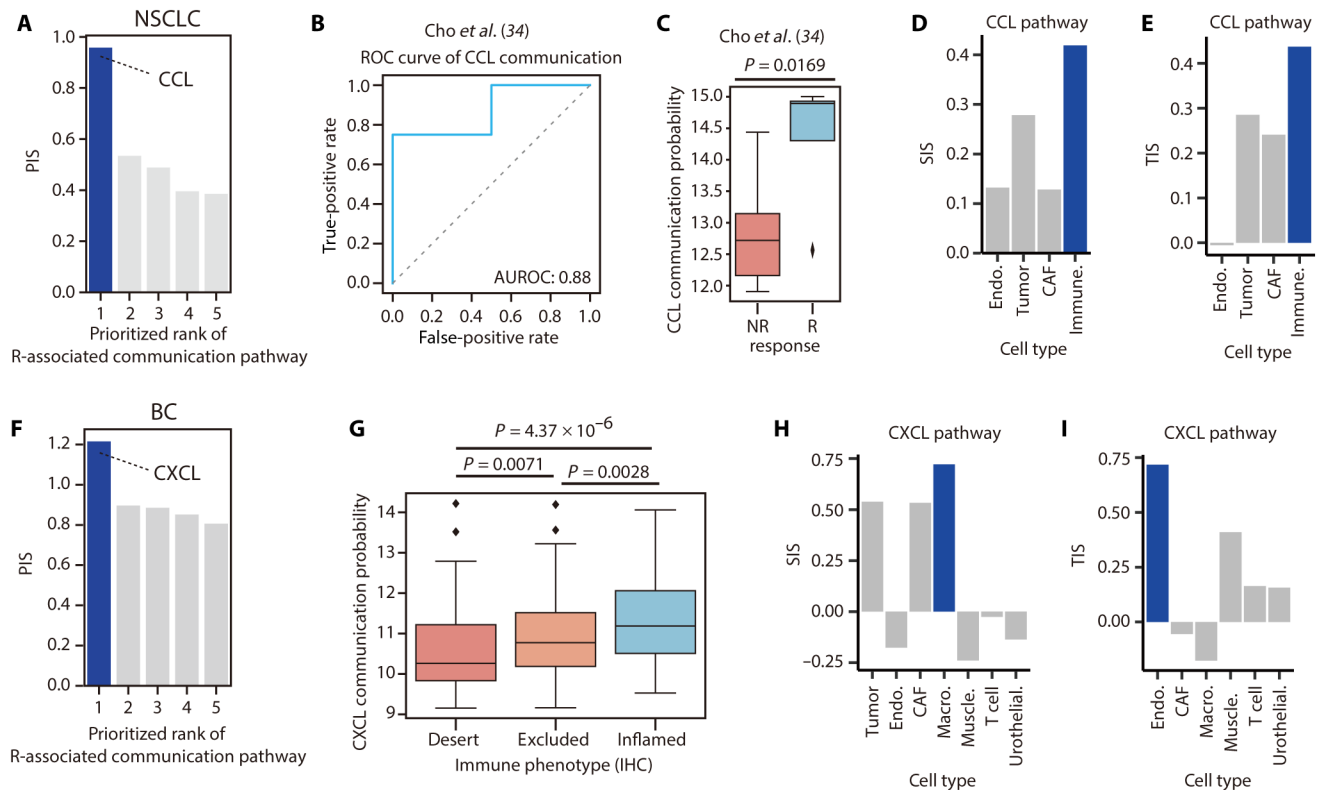 A
NSCLC
1.0
0.8
0.6
0.4
0.2
0.0
PIS
CCL
1 2 3 4 5
Prioritized rank of
R-associated communication pathway
B
Cho et al. (34)
ROC curve of CCL communication
1.0
0.8
0.6
0.4
0.2
0.0
True-positive rate
AUROC: 0.88
0.0 0.2 0.4 0.6 0.8 1.0
False-positive rate
C
Cho et al. (34)
P = 0.0169
15.0
14.5
13.5
13.0
12.5
12.0
CCL communication probability
NR R
response
D
CCL pathway
0.4
0.3
0.2
0.1
0.0
SIS
Endo.
Tumor
CAF
Immune.
Cell type
E
CCL pathway
0.4
0.3
0.2
0.1
0.0
TIS
Endo.
Tumor
CAF
Immune.
Cell type
F
BC
1.2
1.0
0.8
0.6
0.4
0.2
0.0
PIS
CXCL
1 2 3 4 5
Prioritized rank of
R-associated communication pathway
G
P = 4.37 × 10⁻⁶
P = 0.0071
P = 0.0028
14
13
12
11
10
9
CXCL communication probability
Desert Excluded Inflamed
Immune phenotype (IHC)
H
CXCL pathway
0.75
0.50
0.25
0.00
−0.25
SIS
Tumor
Endo.
CAF
Macro.
Muscle.
T cell
Urothelial.
Cell type
I
CXCL pathway
0.75
0.50
0.25
0.00
TIS
Endo.
CAF
Macro.
Muscle.
T cell
Urothelial.
Cell type